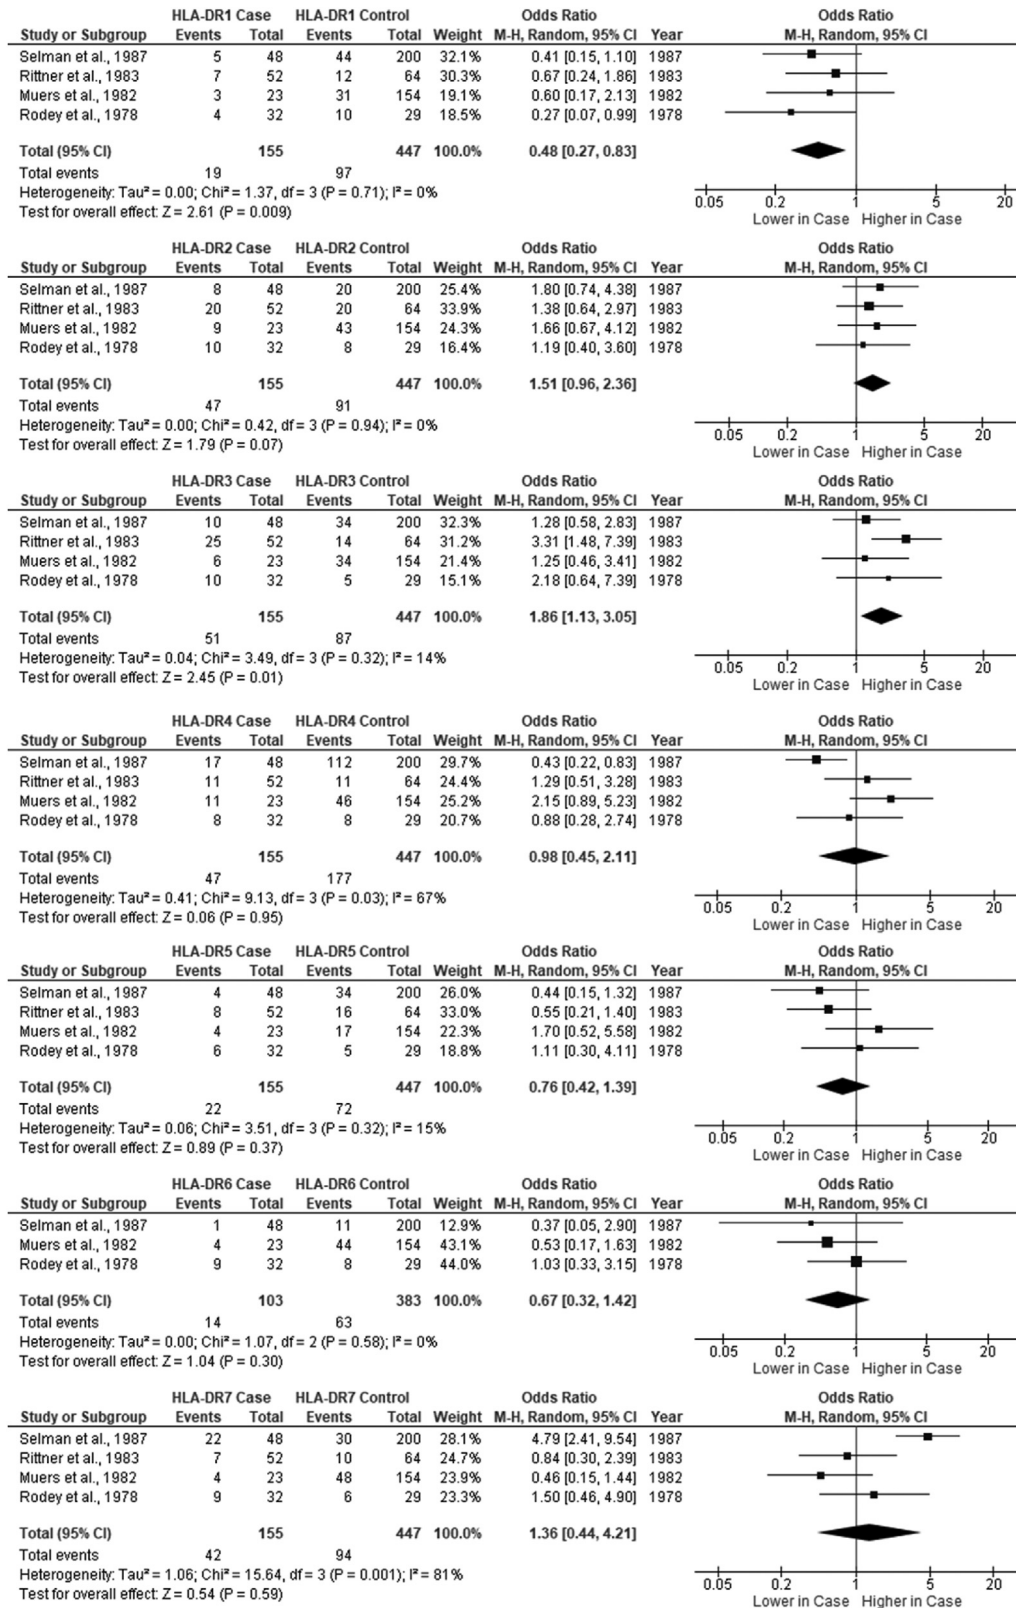 HLA-DR1 Case HLA-DR1 Control Odds Ratio Odds Ratio
Study or Subgroup Events Total Events Total Weight M-H, Random, 95% CI Year M-H, Random, 95% CI
Selman et al., 1987 5 48 44 200 32.1% 0.41 [0.15, 1.10] 1987
Rittner et al., 1983 7 52 12 64 30.3% 0.67 [0.24, 1.86] 1983
Muers et al., 1982 3 23 31 154 19.1% 0.60 [0.17, 2.13] 1982
Rodey et al., 1978 4 32 10 29 18.5% 0.27 [0.07, 0.99] 1978
Total (95% CI) 155 447 100.0% 0.48 [0.27, 0.83]
Total events 19 97
Heterogeneity: Tau² = 0.00; Chi² = 1.37, df = 3 (P = 0.71); I² = 0%
Test for overall effect: Z = 2.61 (P = 0.009)
0.05 0.2 1 5 20
Lower in Case Higher in Case
HLA-DR2 Case HLA-DR2 Control Odds Ratio Odds Ratio
Study or Subgroup Events Total Events Total Weight M-H, Random, 95% CI Year M-H, Random, 95% CI
Selman et al., 1987 8 48 20 200 25.4% 1.80 [0.74, 4.38] 1987
Rittner et al., 1983 20 52 20 64 33.9% 1.38 [0.64, 2.97] 1983
Muers et al., 1982 9 23 43 154 24.3% 1.66 [0.67, 4.12] 1982
Rodey et al., 1978 10 32 8 29 16.4% 1.19 [0.40, 3.60] 1978
Total (95% CI) 155 447 100.0% 1.51 [0.96, 2.36]
Total events 47 91
Heterogeneity: Tau² = 0.00; Chi² = 0.42, df = 3 (P = 0.94); I² = 0%
Test for overall effect: Z = 1.79 (P = 0.07)
0.05 0.2 1 5 20
Lower in Case Higher in Case
HLA-DR3 Case HLA-DR3 Control Odds Ratio Odds Ratio
Study or Subgroup Events Total Events Total Weight M-H, Random, 95% CI Year M-H, Random, 95% CI
Selman et al., 1987 10 48 34 200 32.3% 1.28 [0.58, 2.83] 1987
Rittner et al., 1983 25 52 14 64 31.2% 3.31 [1.48, 7.39] 1983
Muers et al., 1982 6 23 34 154 21.4% 1.25 [0.46, 3.41] 1982
Rodey et al., 1978 10 32 5 29 15.1% 2.18 [0.64, 7.39] 1978
Total (95% CI) 155 447 100.0% 1.86 [1.13, 3.05]
Total events 51 87
Heterogeneity: Tau² = 0.04; Chi² = 3.49, df = 3 (P = 0.32); I² = 14%
Test for overall effect: Z = 2.45 (P = 0.01)
0.05 0.2 1 5 20
Lower in Case Higher in Case
HLA-DR4 Case HLA-DR4 Control Odds Ratio Odds Ratio
Study or Subgroup Events Total Events Total Weight M-H, Random, 95% CI Year M-H, Random, 95% CI
Selman et al., 1987 17 48 112 200 29.7% 0.43 [0.22, 0.83] 1987
Rittner et al., 1983 11 52 11 64 24.4% 1.29 [0.51, 3.28] 1983
Muers et al., 1982 11 23 46 154 25.2% 2.15 [0.89, 5.23] 1982
Rodey et al., 1978 8 32 8 29 20.7% 0.88 [0.28, 2.74] 1978
Total (95% CI) 155 447 100.0% 0.98 [0.45, 2.11]
Total events 47 177
Heterogeneity: Tau² = 0.41; Chi² = 9.13, df = 3 (P = 0.03); I² = 67%
Test for overall effect: Z = 0.06 (P = 0.95)
0.05 0.2 1 5 20
Lower in Case Higher in Case
HLA-DR5 Case HLA-DR5 Control Odds Ratio Odds Ratio
Study or Subgroup Events Total Events Total Weight M-H, Random, 95% CI Year M-H, Random, 95% CI
Selman et al., 1987 4 48 34 200 26.0% 0.44 [0.15, 1.32] 1987
Rittner et al., 1983 8 52 16 64 33.0% 0.55 [0.21, 1.40] 1983
Muers et al., 1982 4 23 17 154 22.3% 1.70 [0.52, 5.58] 1982
Rodey et al., 1978 6 32 5 29 18.8% 1.11 [0.30, 4.11] 1978
Total (95% CI) 155 447 100.0% 0.76 [0.42, 1.39]
Total events 22 72
Heterogeneity: Tau² = 0.06; Chi² = 3.51, df = 3 (P = 0.32); I² = 15%
Test for overall effect: Z = 0.89 (P = 0.37)
0.05 0.2 1 5 20
Lower in Case Higher in Case
HLA-DR6 Case HLA-DR6 Control Odds Ratio Odds Ratio
Study or Subgroup Events Total Events Total Weight M-H, Random, 95% CI Year M-H, Random, 95% CI
Selman et al., 1987 1 48 11 200 12.9% 0.37 [0.05, 2.90] 1987
Muers et al., 1982 4 23 44 154 43.1% 0.53 [0.17, 1.63] 1982
Rodey et al., 1978 9 32 8 29 44.0% 1.03 [0.33, 3.15] 1978
Total (95% CI) 103 383 100.0% 0.67 [0.32, 1.42]
Total events 14 63
Heterogeneity: Tau² = 0.00; Chi² = 1.07, df = 2 (P = 0.58); I² = 0%
Test for overall effect: Z = 1.04 (P = 0.30)
0.05 0.2 1 5 20
Lower in Case Higher in Case
HLA-DR7 Case HLA-DR7 Control Odds Ratio Odds Ratio
Study or Subgroup Events Total Events Total Weight M-H, Random, 95% CI Year M-H, Random, 95% CI
Selman et al., 1987 22 48 30 200 28.1% 4.79 [2.41, 9.54] 1987
Rittner et al., 1983 7 52 10 64 24.7% 0.84 [0.30, 2.39] 1983
Muers et al., 1982 4 23 48 154 23.9% 0.46 [0.15, 1.44] 1982
Rodey et al., 1978 9 32 6 29 23.3% 1.50 [0.46, 4.90] 1978
Total (95% CI) 155 447 100.0% 1.36 [0.44, 4.21]
Total events 42 94
Heterogeneity: Tau² = 1.06; Chi² = 15.64, df = 3 (P = 0.001); I² = 81%
Test for overall effect: Z = 0.54 (P = 0.59)
0.05 0.2 1 5 20
Lower in Case Higher in Case